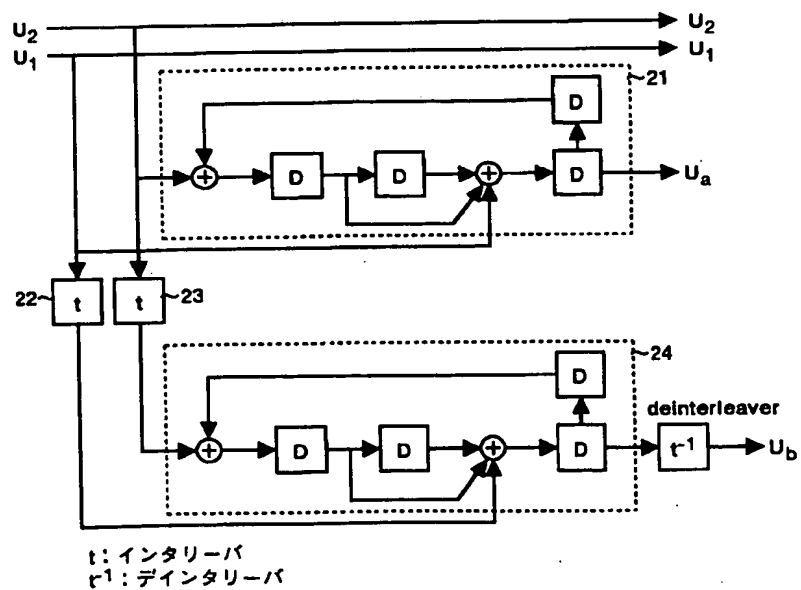 U₂ U₂
U₁ U₁
21
D
D D D Uₐ
22 t t 23
24
D
deinterleaver
D D D t⁻¹ U_b
t：インタリーバ
t⁻¹：デインタリーバ